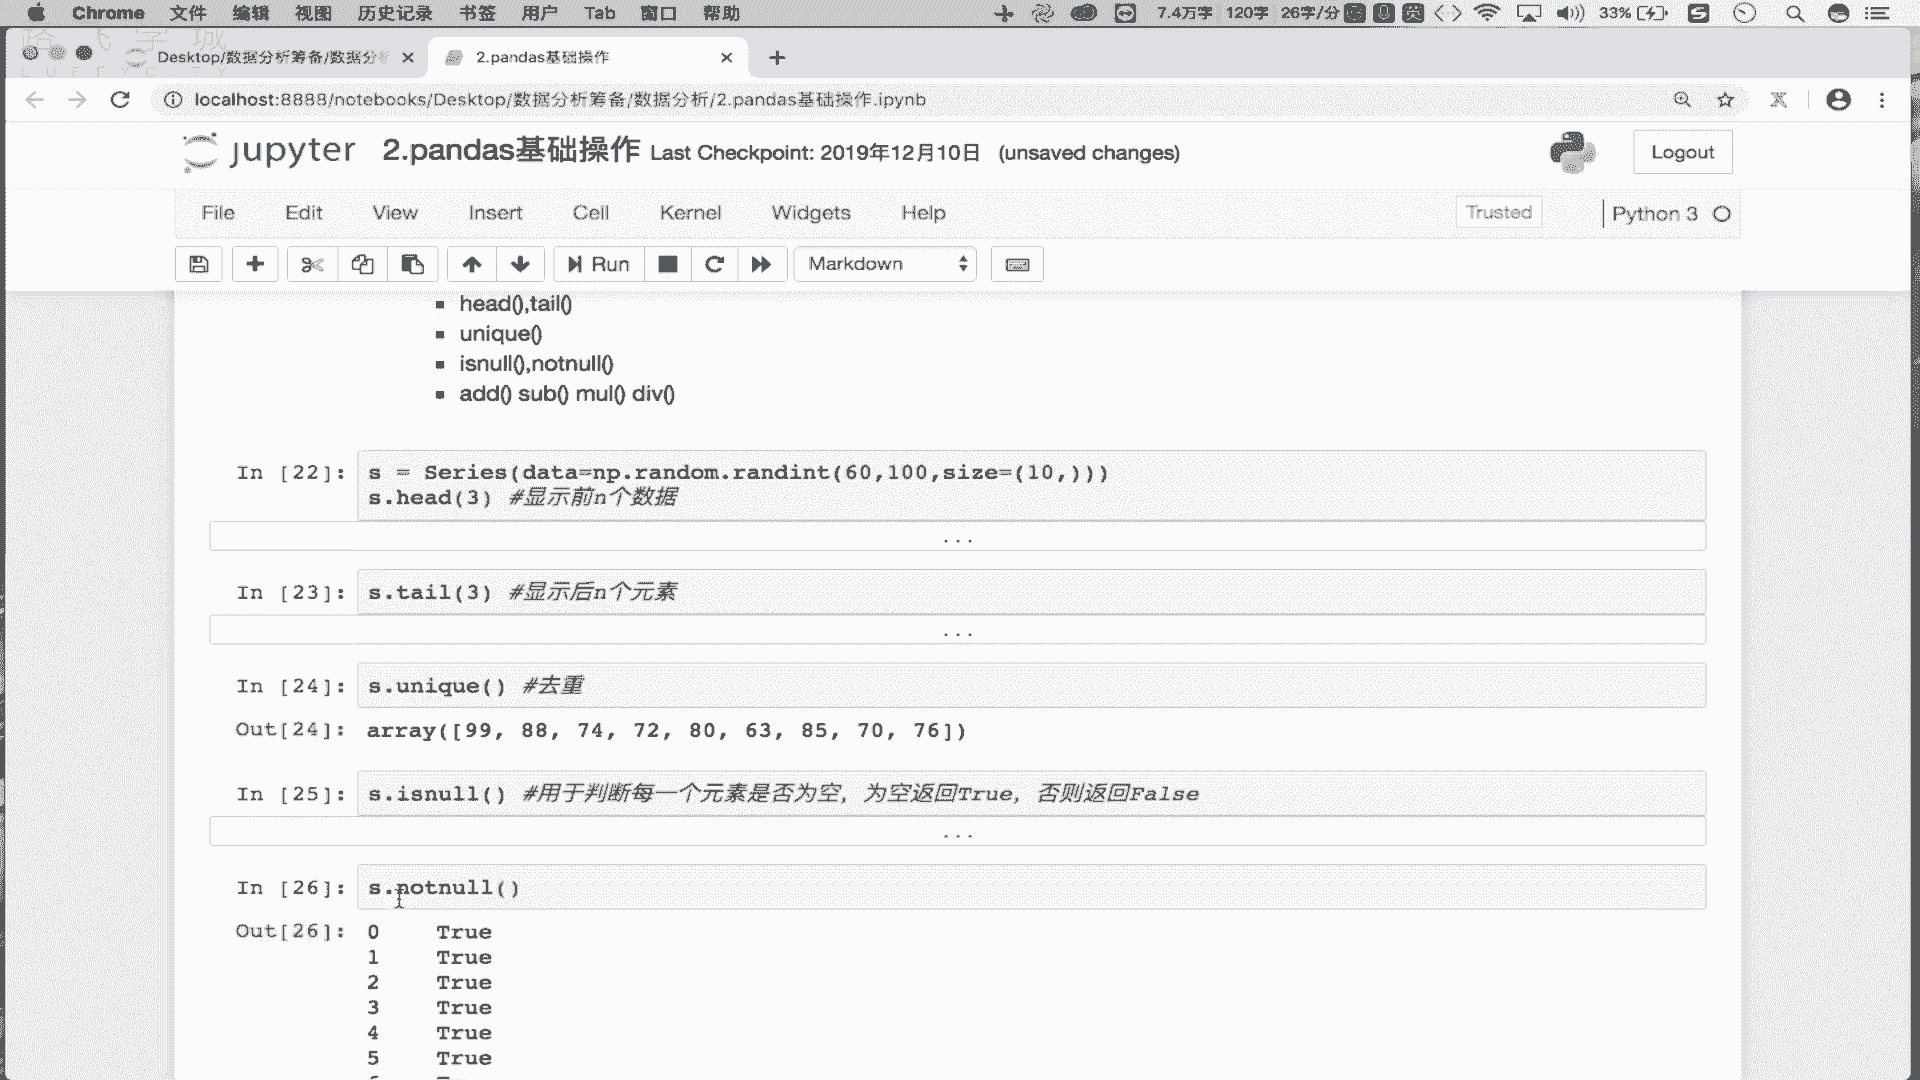 Chrome 文件 编辑 视图 历史记录 书签 用户 Tab 窗口 帮助 7.4万字 120字 26字/分 英 33%
路飞学城
LUFFYCITY
Desktop/数据分析筹备/数据分析
2.pandas基础操作
localhost:8888/notebooks/Desktop/数据分析筹备/数据分析/2.pandas基础操作.ipynb
jupyter 2.pandas基础操作 Last Checkpoint: 2019年12月10日 (unsaved changes)
Logout
File Edit View Insert Cell Kernel Widgets Help Trusted Python 3
Run Markdown
head(),tail()
unique()
isnull(),notnull()
add() sub() mul() div()
In [22]: s = Series(data=np.random.randint(60,100,size=(10,)))
s.head(3) #显示前n个数据
...
In [23]: s.tail(3) #显示后n个元素
...
In [24]: s.unique() #去重
Out[24]: array([99, 88, 74, 72, 80, 63, 85, 70, 76])
In [25]: s.isnull() #用于判断每一个元素是否为空，为空返回True，否则返回False
...
In [26]: s.notnull()
Out[26]: 0 True
1 True
2 True
3 True
4 True
5 True